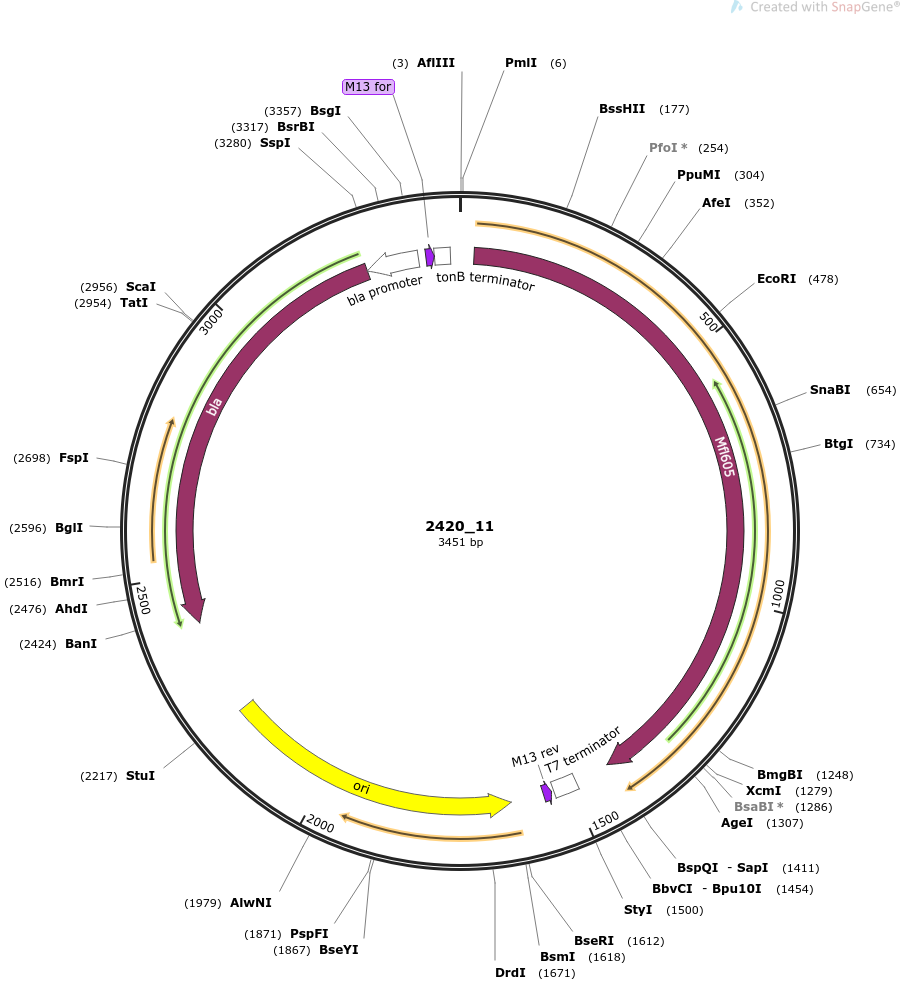 Created with SnapGene®
(3) AflIII
PmlI (6)
M13 for
(3357) BsgI
(3317) BsrBI
(3280) SspI
BssHII (177)
PfoI * (254)
PpuMI (304)
AfeI (352)
EcoRI (478)
SnaBI (654)
BtgI (734)
(2956) ScaI
(2954) TatI
(2698) FspI
(2596) BglI
(2516) BmrI
(2476) AhdI
(2424) BanI
(2217) StuI
bla promoter
tonB terminator
3000
500
bla
Mfl605
2420_11
3451 bp
2500
1000
M13 rev
T7 terminator
ori
2000
1500
BmgBI (1248)
XcmI (1279)
BsaBI * (1286)
AgeI (1307)
BspQI - SapI (1411)
BbvCI - Bpu10I (1454)
StyI (1500)
BseRI (1612)
BsmI (1618)
DrdI (1671)
(1979) AlwNI
(1871) PspFI
(1867) BseYI